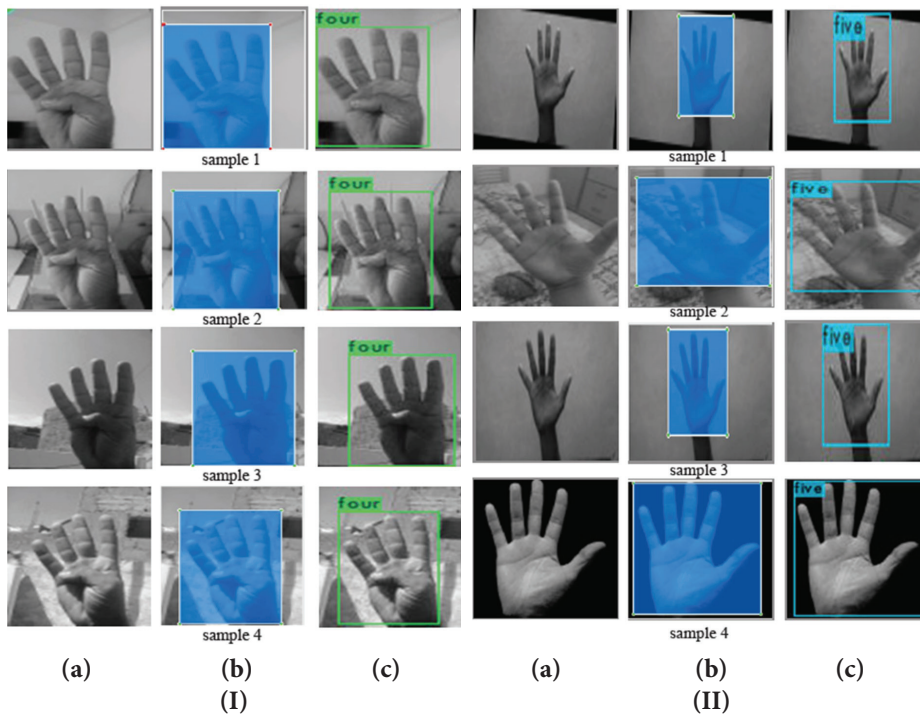 four
five
sample 1
sample 1
four
five
sample 2
sample 2
four
five
sample 3
sample 3
four
five
sample 4
sample 4
(a) (b) (c) (a) (b) (c)
(I) (II)